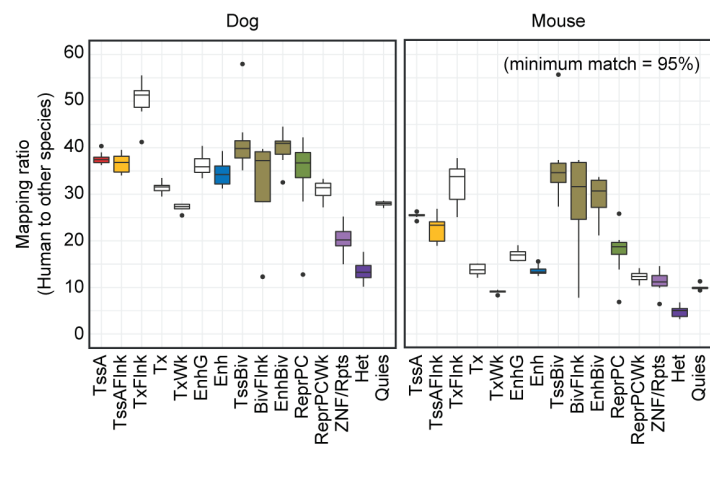 Dog
Mouse
(minimum match = 95%)
Mapping ratio
(Human to other species)
60
50
40
30
20
10
0
TssA
TssAFlnk
TxFlnk
Tx
TxWk
EnhG
Enh
TssBiv
BivFlnk
EnhBiv
ReprPC
ReprPCWk
ZNF/Rpts
Het
Quies
TssA
TssAFlnk
TxFlnk
Tx
TxWk
EnhG
Enh
TssBiv
BivFlnk
EnhBiv
ReprPC
ReprPCWk
ZNF/Rpts
Het
Quies